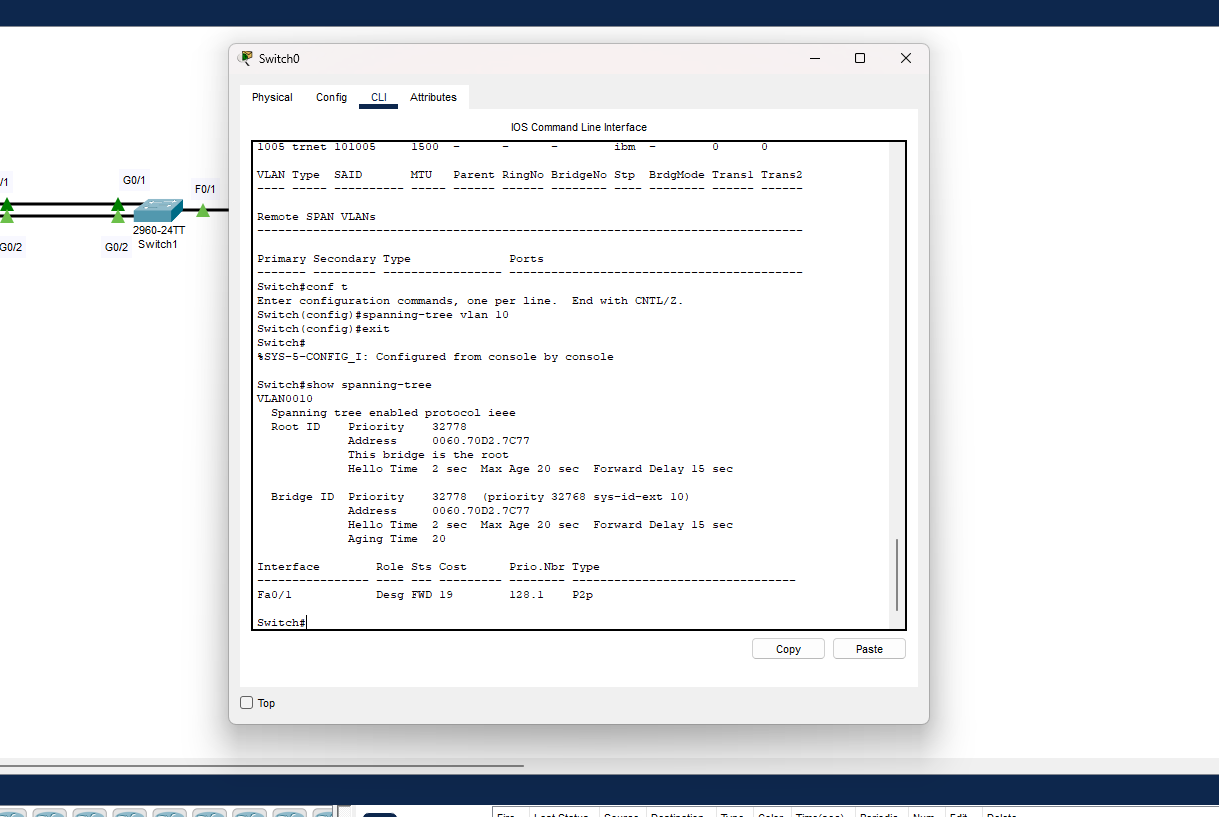 Switch0
Physical Config CLI Attributes
IOS Command Line Interface
1005 trnet 101005 1500 - - - ibm - 0 0
VLAN Type SAID MTU Parent RingNo BridgeNo Stp BrdgMode Trans1 Trans2
---- ----- ---------- ----- ------ ------ -------- ---- -------- ------ ------
Remote SPAN VLANs
------------------------------------------------------------------------------
Primary Secondary Type Ports
------- --------- ----------------- ------------------------------------------
Switch#conf t
Enter configuration commands, one per line. End with CNTL/Z.
Switch(config)#spanning-tree vlan 10
Switch(config)#exit
Switch#
%SYS-5-CONFIG_I: Configured from console by console
Switch#show spanning-tree
VLAN0010
Spanning tree enabled protocol ieee
Root ID Priority 32778
Address 0060.70D2.7C77
This bridge is the root
Hello Time 2 sec Max Age 20 sec Forward Delay 15 sec
Bridge ID Priority 32778 (priority 32768 sys-id-ext 10)
Address 0060.70D2.7C77
Hello Time 2 sec Max Age 20 sec Forward Delay 15 sec
Aging Time 20
Interface Role Sts Cost Prio.Nbr Type
---------------- ---- --- --------- -------- --------------------------------
Fa0/1 Desg FWD 19 128.1 P2p
Switch#
Copy Paste
Top
/1
G0/1
F0/1
2960-24TT
Switch1
G0/2
G0/2
Fire Last Status Source Destination Type Color Time(sec) Periodic Num Edit Delete